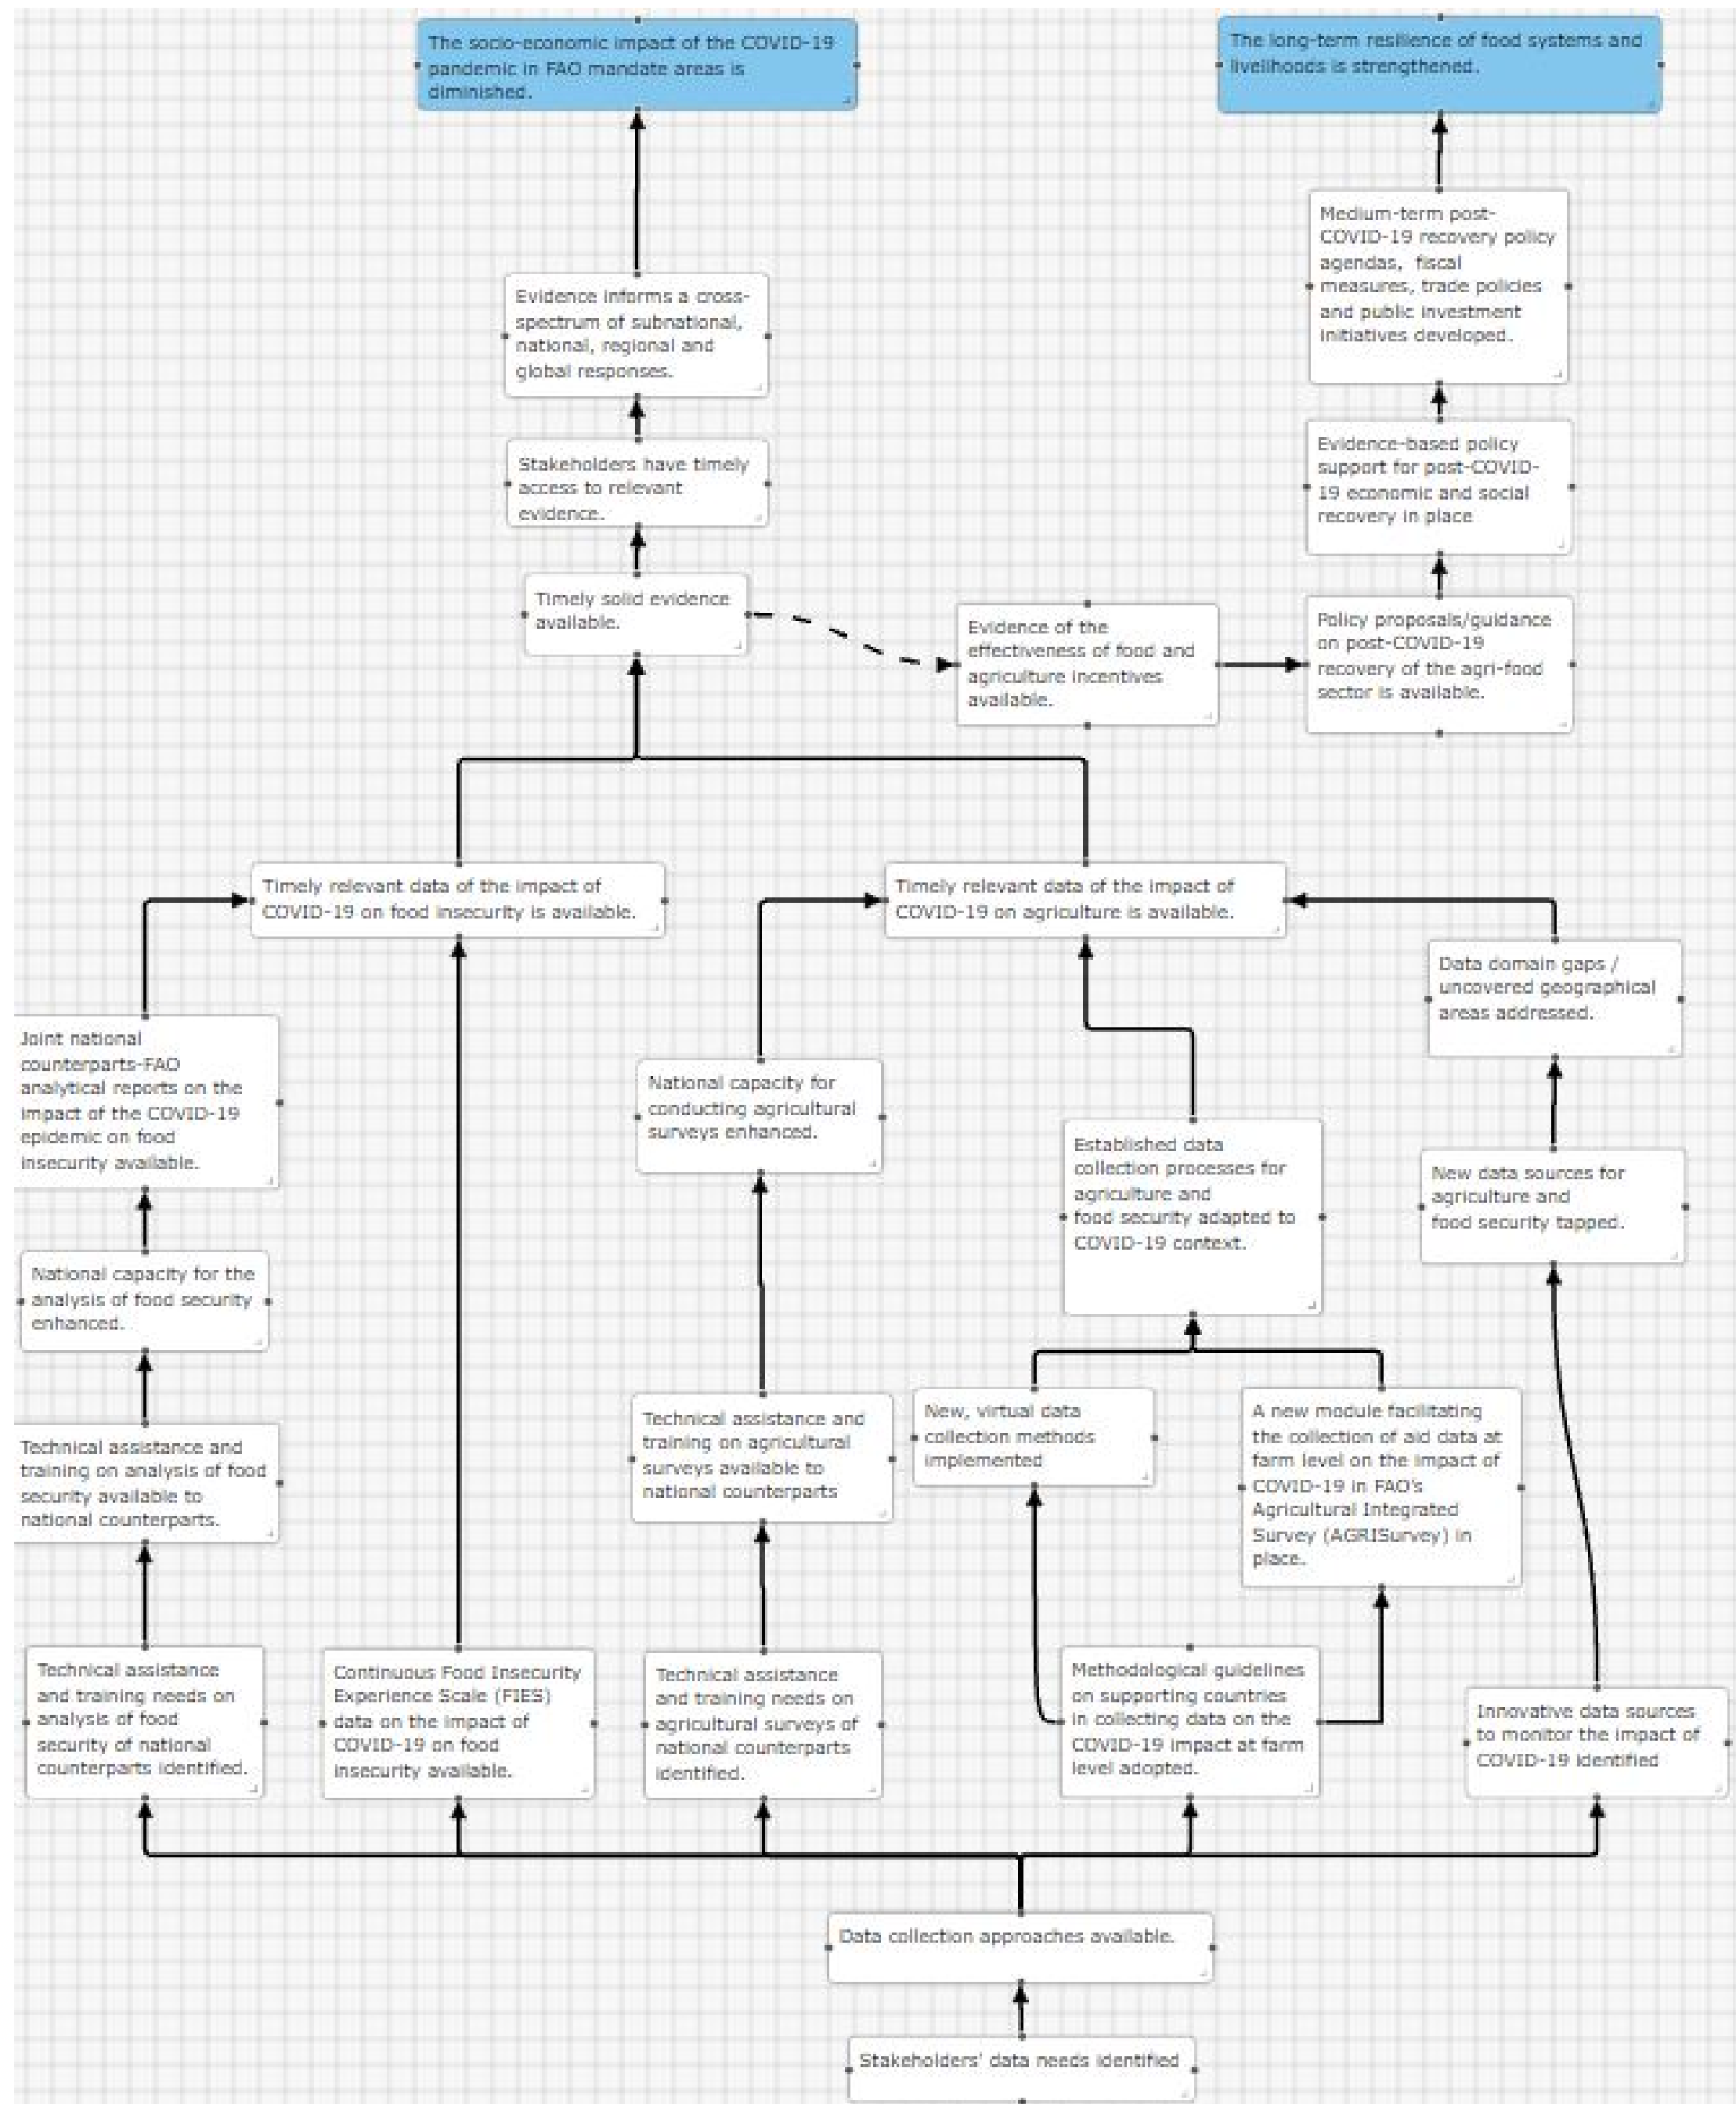 The socio-economic impact of the COVID-19
pandemic in FAO mandate areas is
diminished.
The long-term resilience of food systems and
livelihoods is strengthened.
Medium-term post-
COVID-19 recovery policy
agendas, fiscal
measures, trade policies
and public investment
initiatives developed.
Evidence informs a cross-
spectrum of subnational,
national, regional and
global responses.
Evidence-based policy
support for post-COVID-
19 economic and social
recovery in place
Stakeholders have timely
access to relevant
evidence.
Timely solid evidence
available.
Evidence of the
effectiveness of food and
agriculture incentives
available.
Policy proposals/guidance
on post-COVID-19
recovery of the agri-food
sector is available.
Timely relevant data of the impact of
COVID-19 on food insecurity is available.
Timely relevant data of the impact of
COVID-19 on agriculture is available.
Data domain gaps /
uncovered geographical
areas addressed.
Joint national
counterparts-FAO
analytical reports on the
impact of the COVID-19
epidemic on food
insecurity available.
National capacity for
conducting agricultural
surveys enhanced.
Established data
collection processes for
agriculture and
food security adapted to
COVID-19 context.
New data sources for
agriculture and
food security tapped.
National capacity for the
analysis of food security
enhanced.
Technical assistance and
training on analysis of food
security available to
national counterparts.
Technical assistance and
training on agricultural
surveys available to
national counterparts
New, virtual data
collection methods
implemented
A new module facilitating
the collection of aid data at
farm level on the impact of
COVID-19 in FAO's
Agricultural Integrated
Survey (AGRISurvey) in
place.
Technical assistance
and training needs on
analysis of food
security of national
counterparts identified.
Continuous Food Insecurity
Experience Scale (FIES)
data on the impact of
COVID-19 on food
insecurity available.
Technical assistance
and training needs on
agricultural surveys of
national counterparts
identified.
Methodological guidelines
on supporting countries
in collecting data on the
COVID-19 impact at farm
level adopted.
Innovative data sources
to monitor the impact of
COVID-19 identified
Data collection approaches available.
Stakeholders' data needs identified